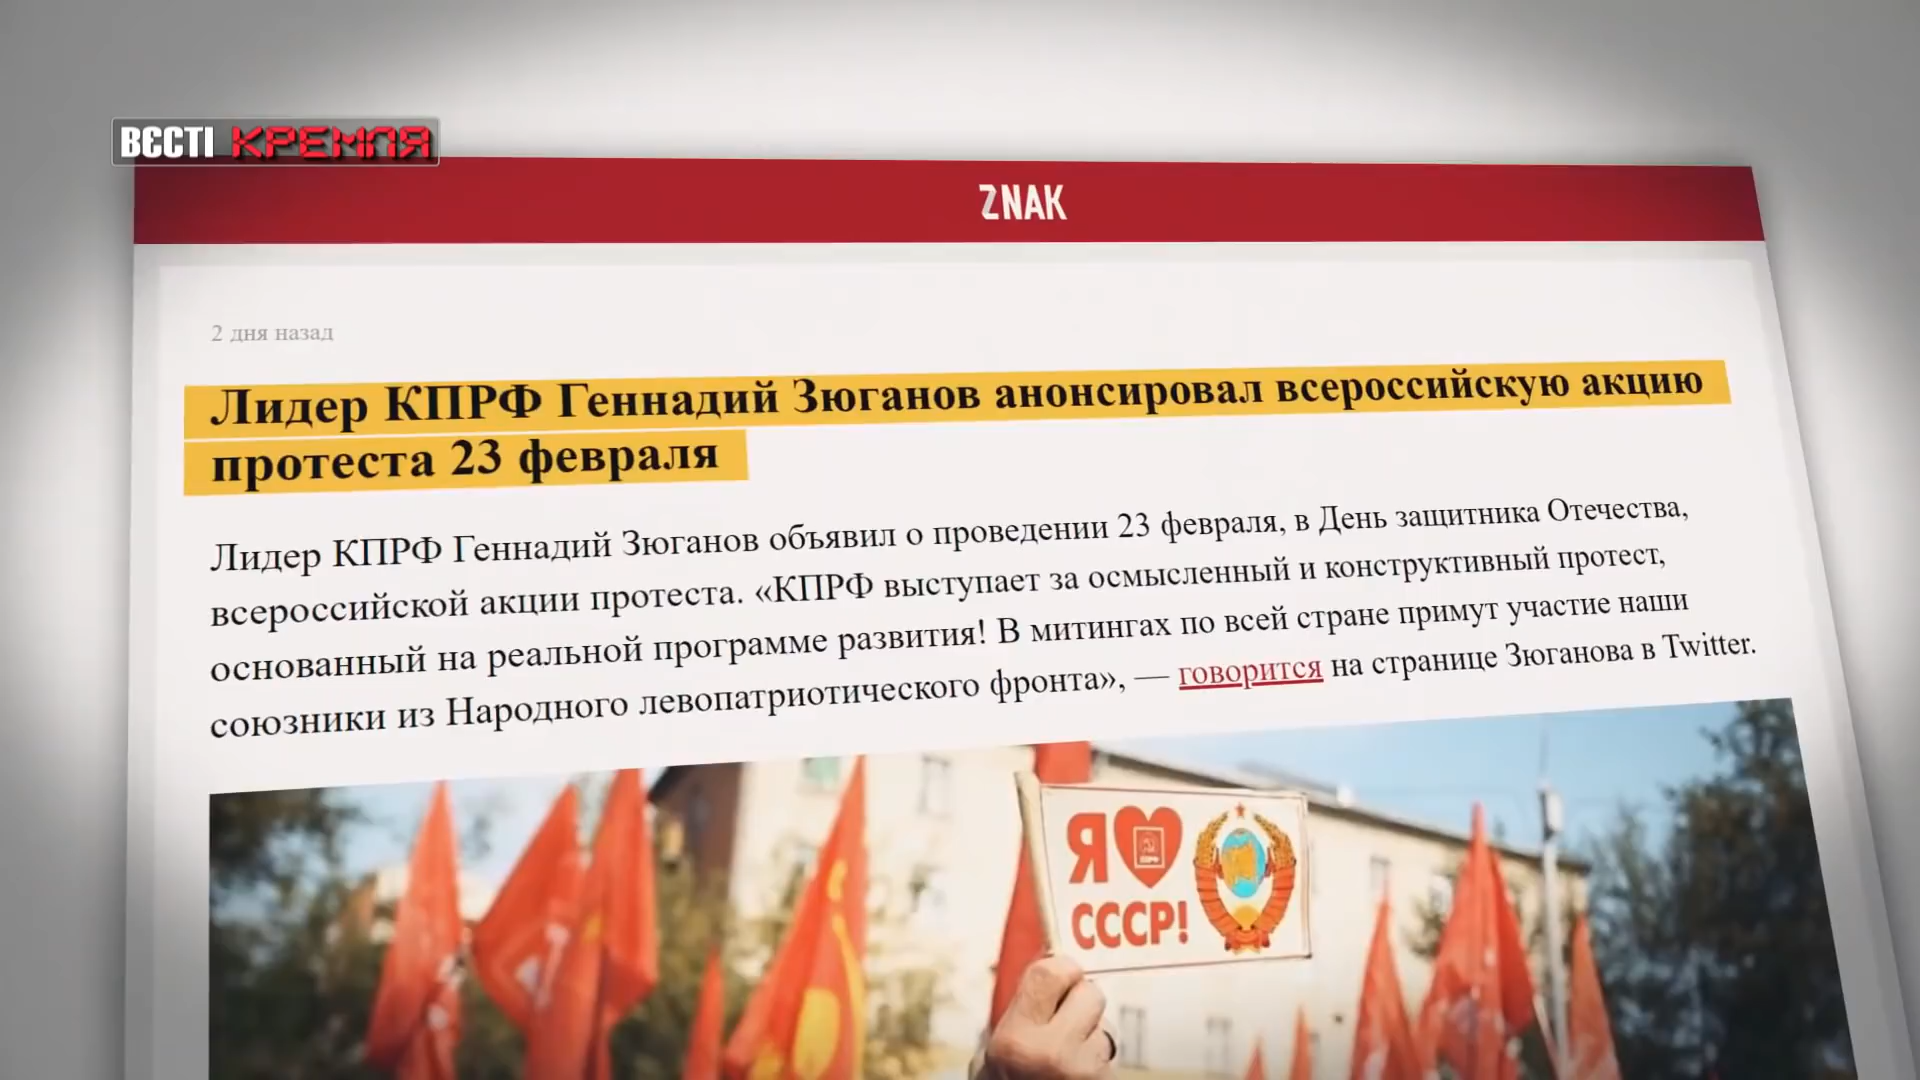 ВЄСТІ КРЕМЛЯ
ZNAK
2 дня назад
Лидер КПРФ Геннадий Зюганов анонсировал всероссийскую акцию
протеста 23 февраля
Лидер КПРФ Геннадий Зюганов объявил о проведении 23 февраля, в День защитника Отечества,
всероссийской акции протеста. «КПРФ выступает за осмысленный и конструктивный протест,
основанный на реальной программе развития! В митингах по всей стране примут участие наши
союзники из Народного левопатриотического фронта», — говорится на странице Зюганова в Twitter.
Я
КПРФ
СССР!